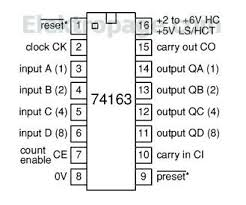 Elektropage.com
reset* 1 16 +2 to +6V HC
+5V LS/HCT
clock CK 2 15 carry out CO
input A (1) 3 14 output QA (1)
input B (2) 4 13 output QB (2)
input C (4) 5 12 output QC (4)
input D (8) 6 11 output QD (8)
count
enable CE 7 10 carry in CI
0V 8 9 preset*
74163